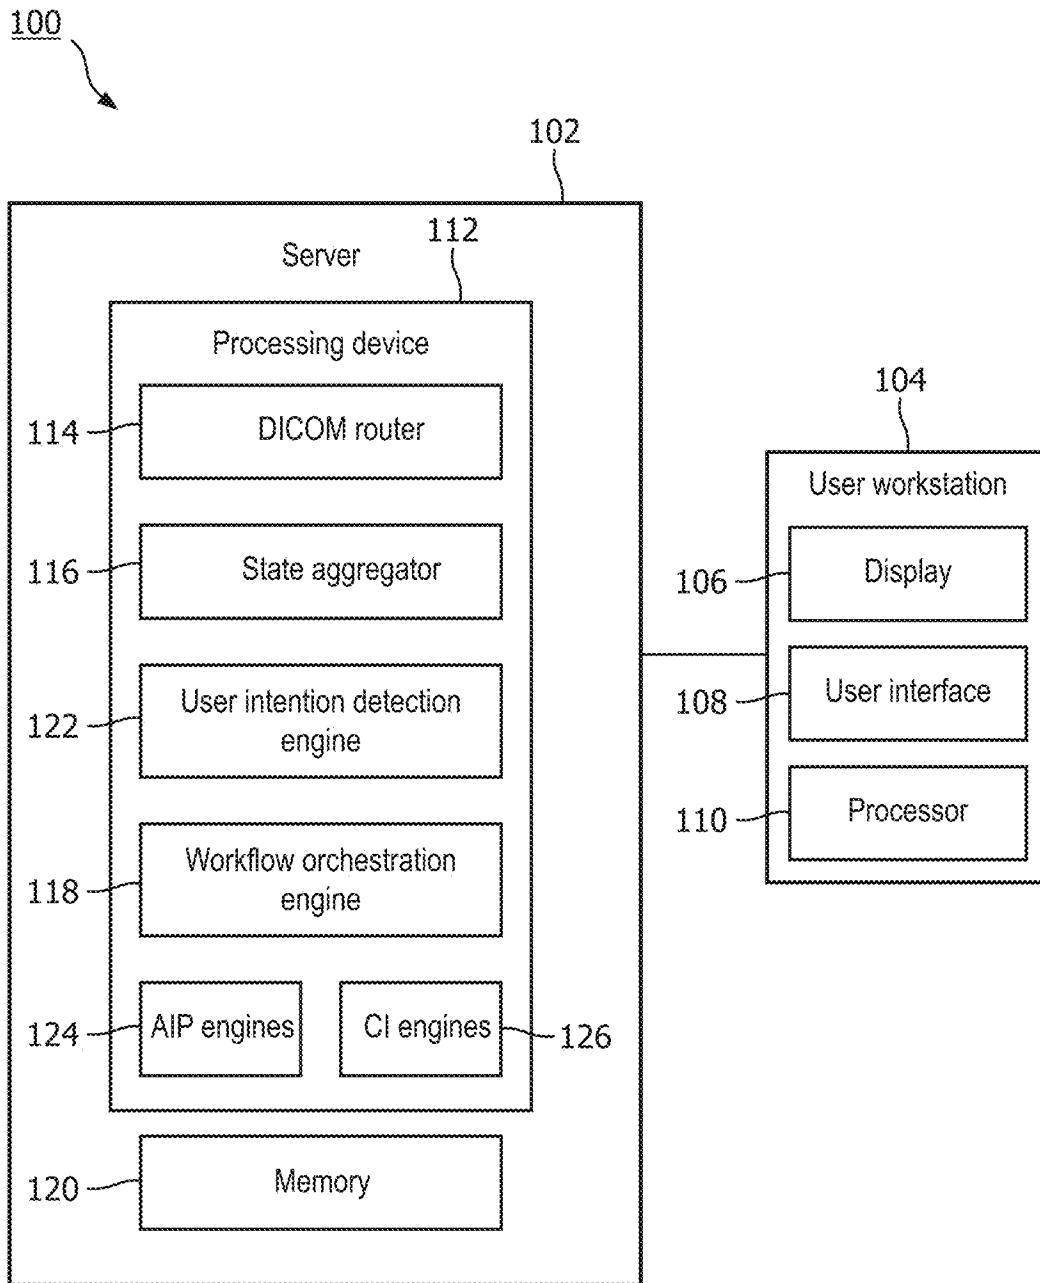 100
102
Server
112
Processing device
114
DICOM router
116
State aggregator
122
User intention detection
engine
118
Workflow orchestration
engine
124
AIP engines
CI engines
126
120
Memory
104
User workstation
106
Display
108
User interface
110
Processor